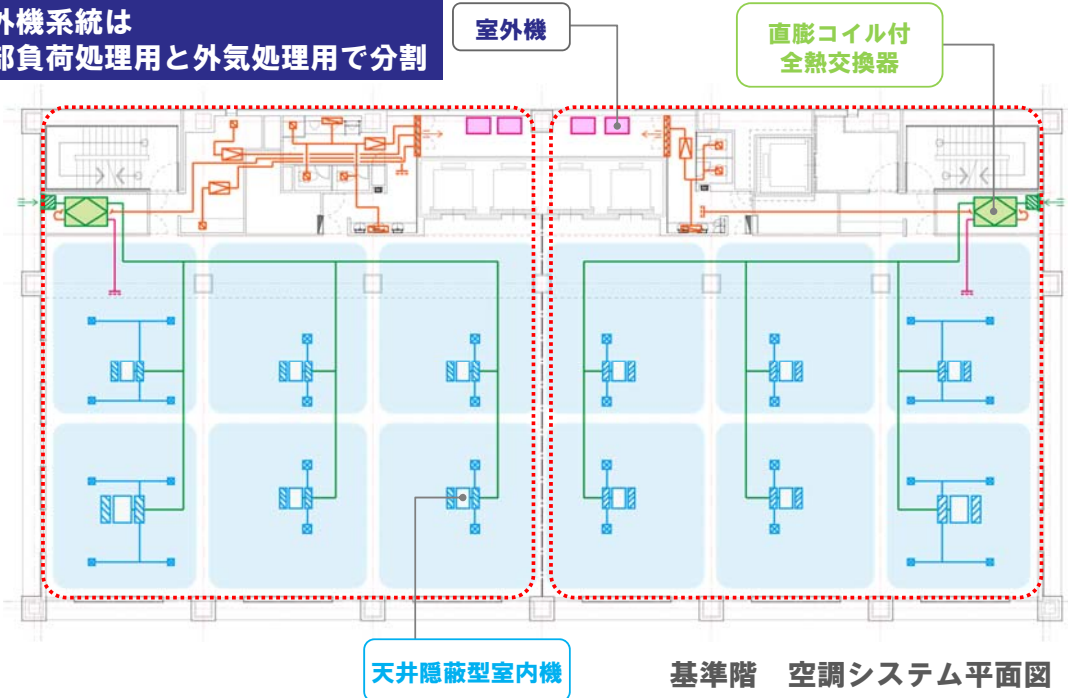 外機系統は
部負荷処理用と外気処理用で分割
室外機
直膨コイル付
全熱交換器
天井隠蔽型室内機
基準階 空調システム平面図